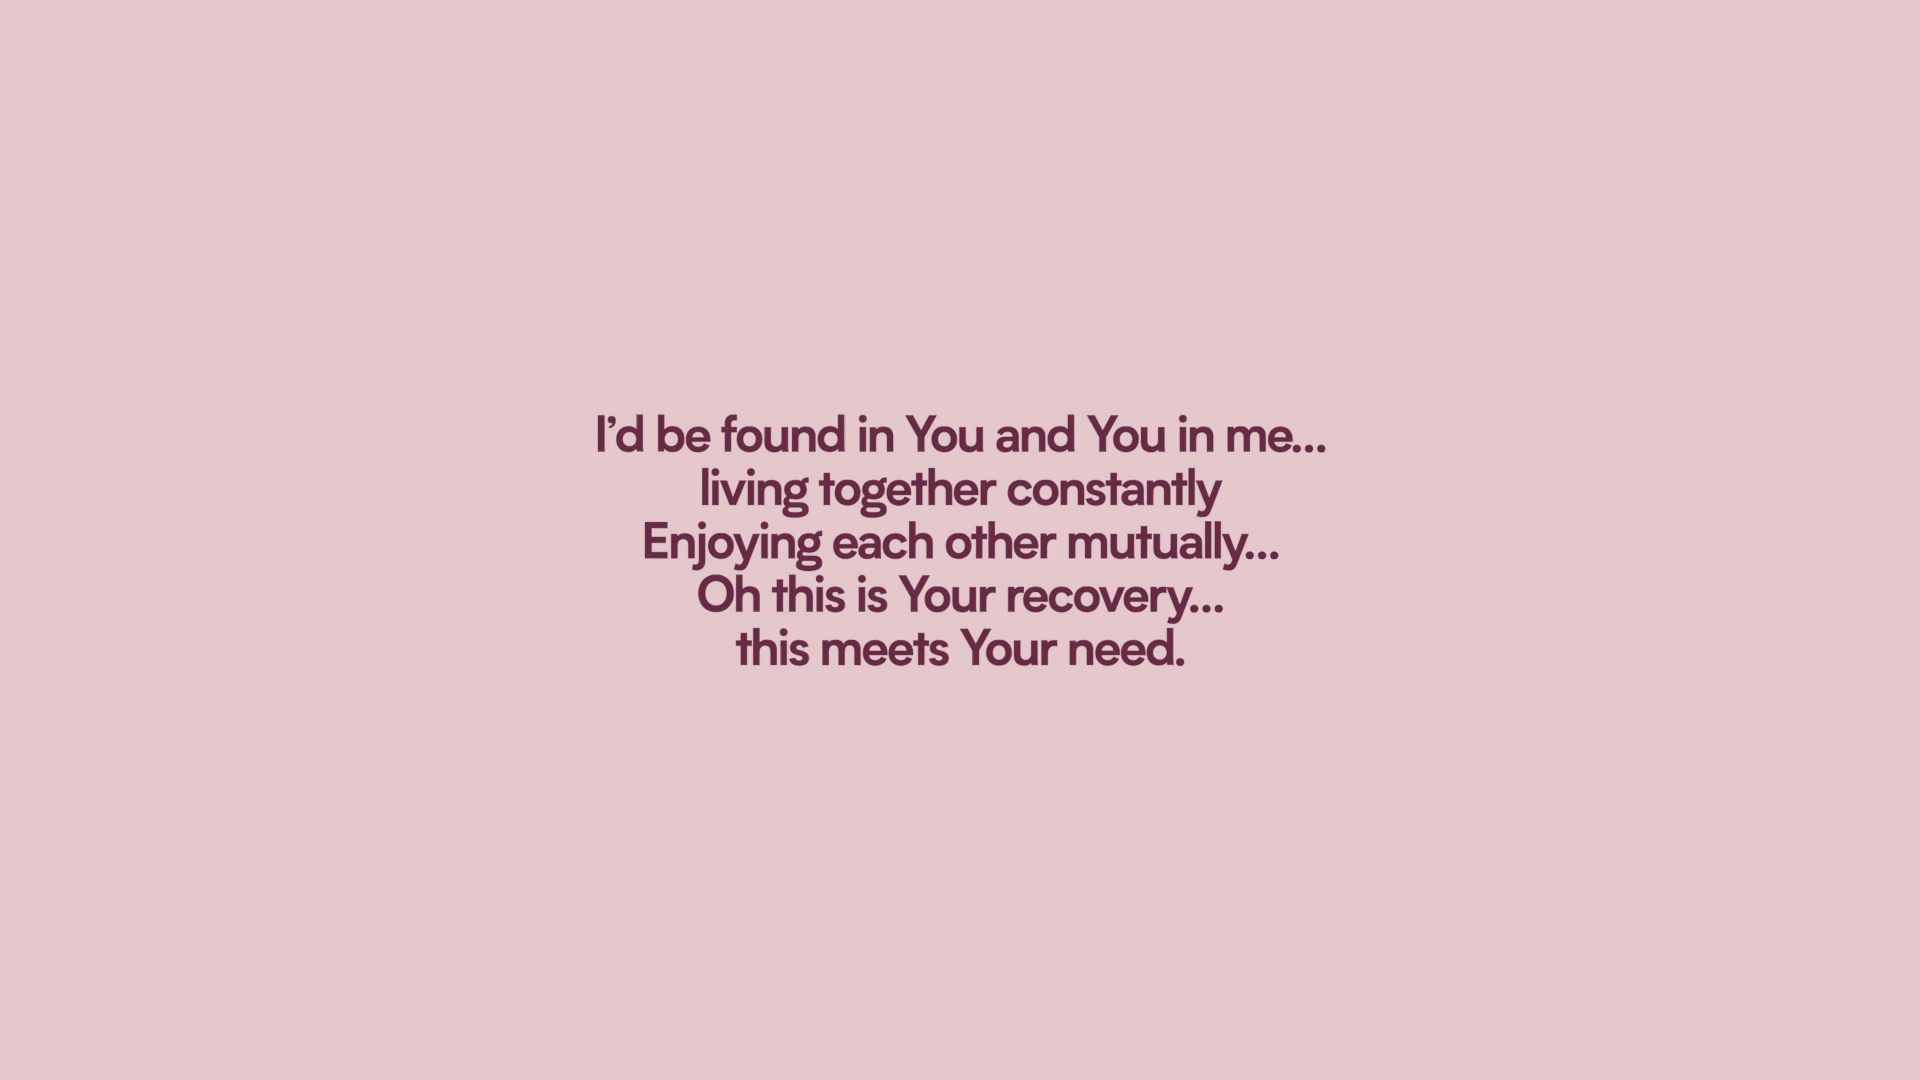 I’d be found in You and You in me...
living together constantly
Enjoying each other mutually...
Oh this is Your recovery...
this meets Your need.